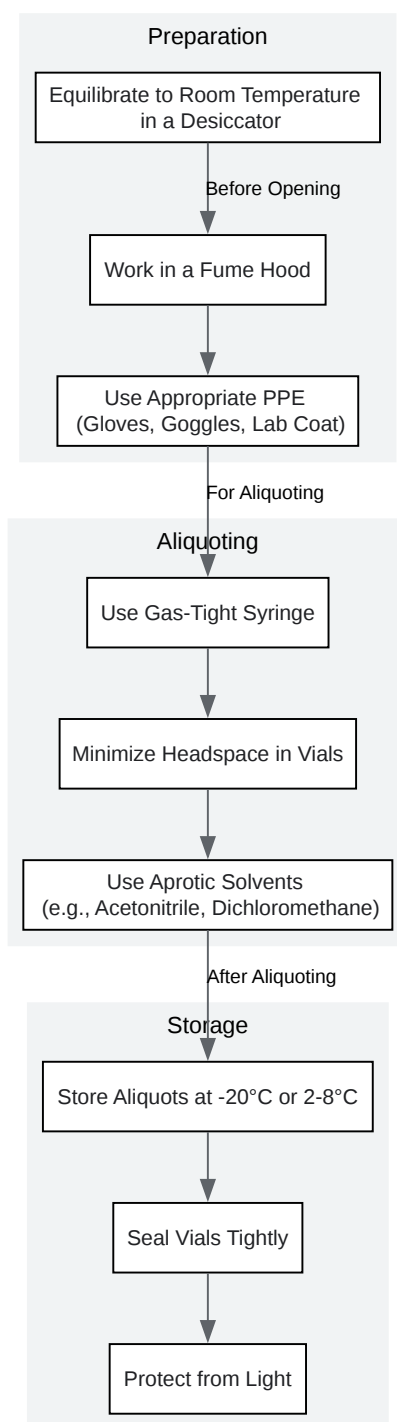 Preparation
Equilibrate to Room Temperature
in a Desiccator
Before Opening
Work in a Fume Hood
Use Appropriate PPE
(Gloves, Goggles, Lab Coat)
For Aliquoting
Aliquoting
Use Gas-Tight Syringe
Minimize Headspace in Vials
Use Aprotic Solvents
(e.g., Acetonitrile, Dichloromethane)
After Aliquoting
Storage
Store Aliquots at -20°C or 2-8°C
Seal Vials Tightly
Protect from Light